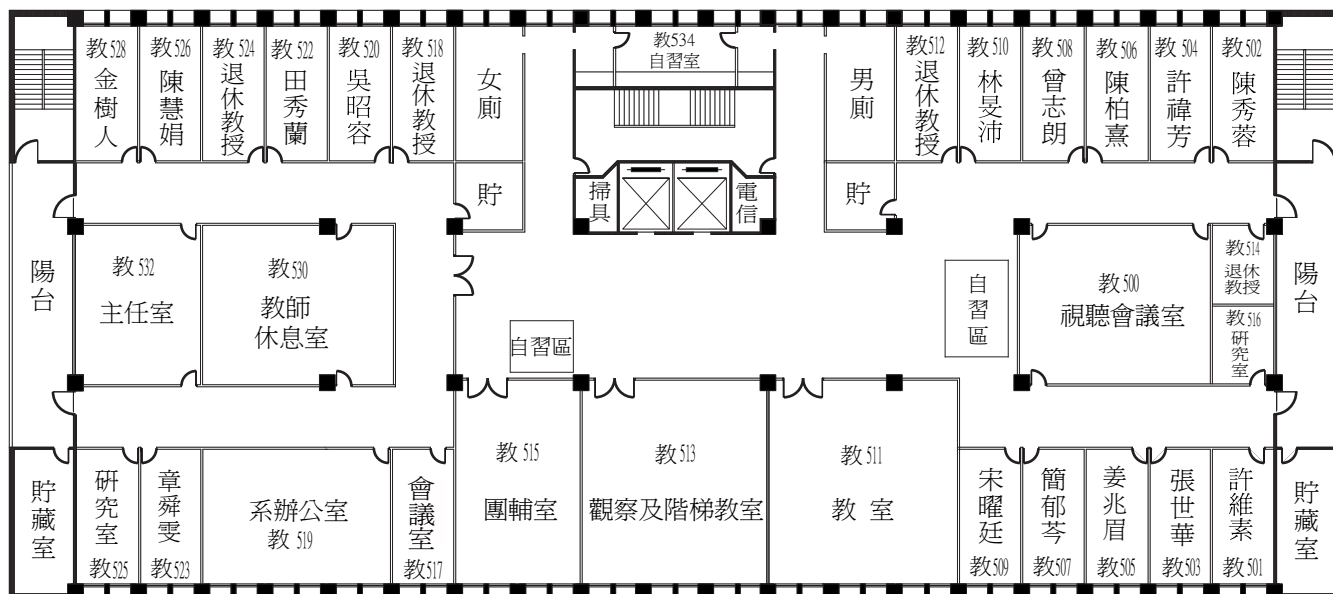 教528
金樹人
教526
陳慧娟
教524
退休教授
教522
田秀蘭
教520
吳昭容
教518
退休教授
女廁
教534
自習室
男廁
教512
退休教授
教510
林旻沛
教508
曾志朗
教506
陳柏熹
教504
許禕芳
教502
陳秀蓉
貯
掃具
電信
貯
陽台
教 532
主任室
教530
教師
休息室
自習區
自習區
教500
視聽會議室
教514
退休
教授
教516
研究室
陽台
貯藏室
研究室
教525
章舜雯
教523
系辦公室
教 519
會議室
教517
教 515
團輔室
教513
觀察及階梯教室
教511
教 室
宋曜廷
教509
簡郁芩
教507
姜兆眉
教505
張世華
教503
許維素
教501
貯藏室